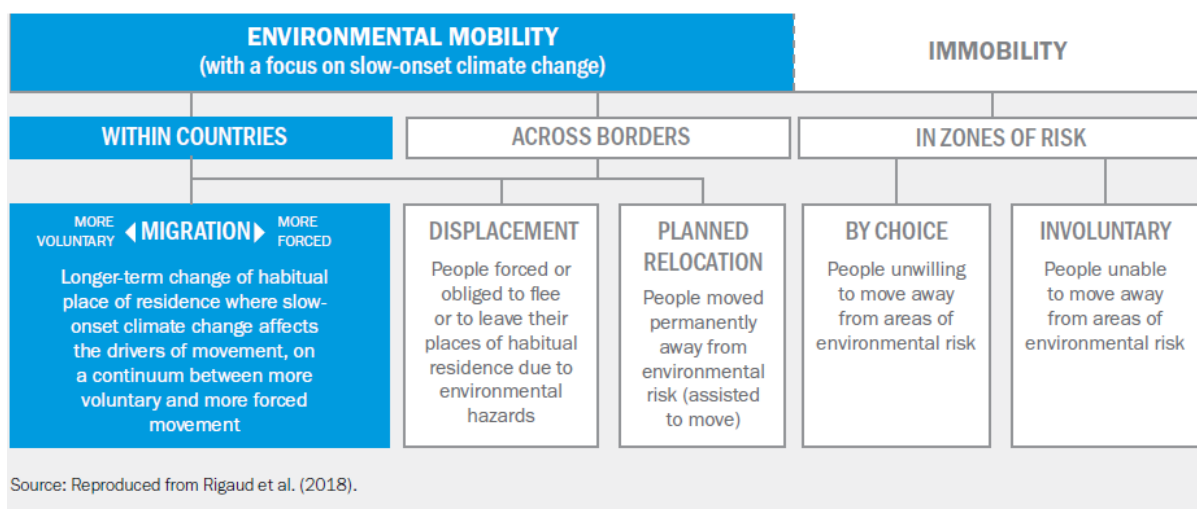 ENVIRONMENTAL MOBILITY
(with a focus on slow-onset climate change)
IMMOBILITY
WITHIN COUNTRIES
ACROSS BORDERS
IN ZONES OF RISK
MORE
VOLUNTARY
MIGRATION
MORE
FORCED
Longer-term change of habitual
place of residence where slow-
onset climate change affects
the drivers of movement, on
a continuum between more
voluntary and more forced
movement
DISPLACEMENT
People forced or
obliged to flee
or to leave their
places of habitual
residence due to
environmental
hazards
PLANNED
RELOCATION
People moved
permanently
away from
environmental
risk (assisted
to move)
BY CHOICE
People unwilling
to move away
from areas of
environmental risk
INVOLUNTARY
People unable
to move away
from areas of
environmental risk
Source: Reproduced from Rigaud et al. (2018).